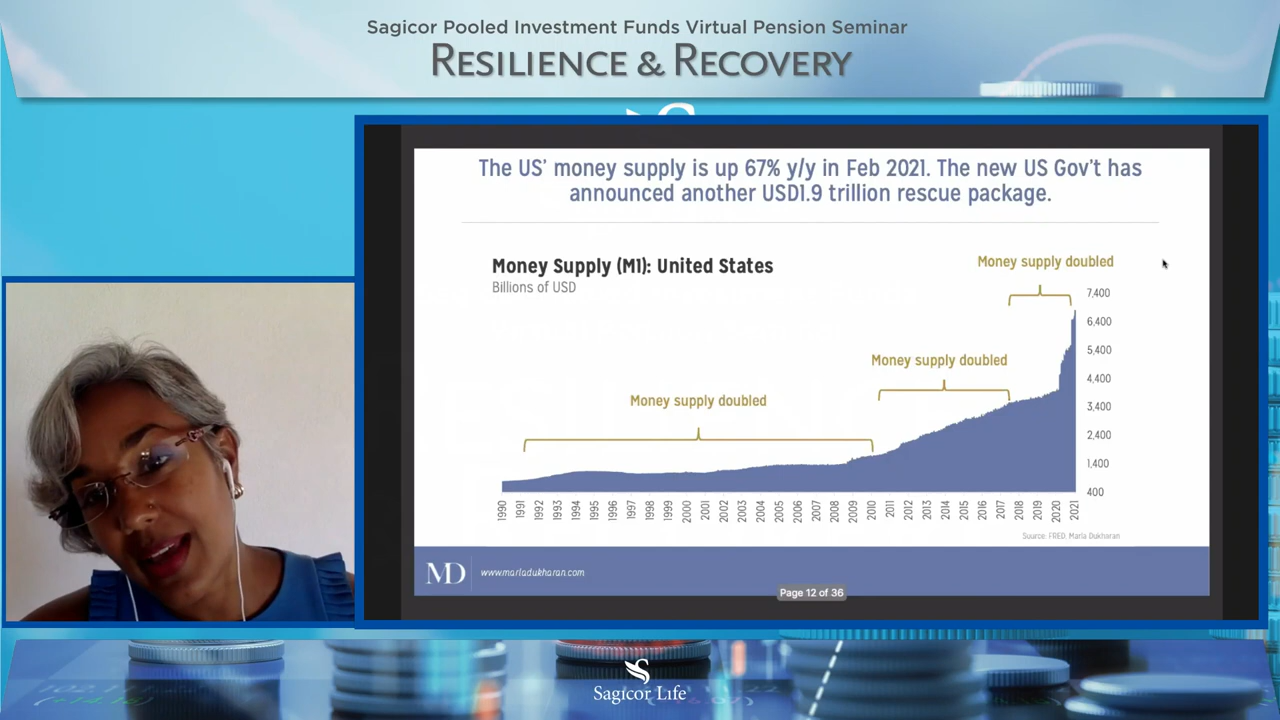 Sagicor Pooled Investment Funds Virtual Pension Seminar
RESILIENCE & RECOVERY
The US' money supply is up 67% y/y in Feb 2021. The new US Gov't has
announced another USD1.9 trillion rescue package.
Money Supply (M1): United States
Billions of USD
Money supply doubled
Money supply doubled
Money supply doubled
7,400
6,400
5,400
4,400
3,400
2,400
1,400
400
1990 1991 1992 1993 1994 1995 1996 1997 1998 1999 2000 2001 2002 2003 2004 2005 2006 2007 2008 2009 2010 2011 2012 2013 2014 2015 2016 2017 2018 2019 2020 2021
Source: FRED, Marla Dukharan
MD
www.marladukharan.com
Page 12 of 36
Sagicor Life